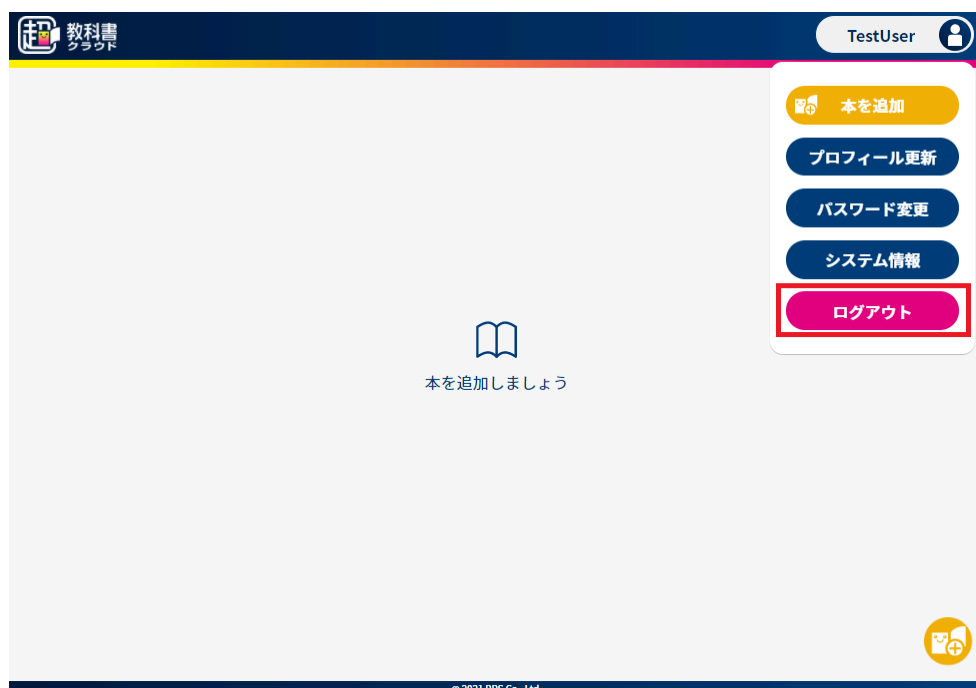 超
教科書
クラウド
TestUser
本を追加
プロフィール更新
パスワード変更
システム情報
ログアウト
本を追加しましょう